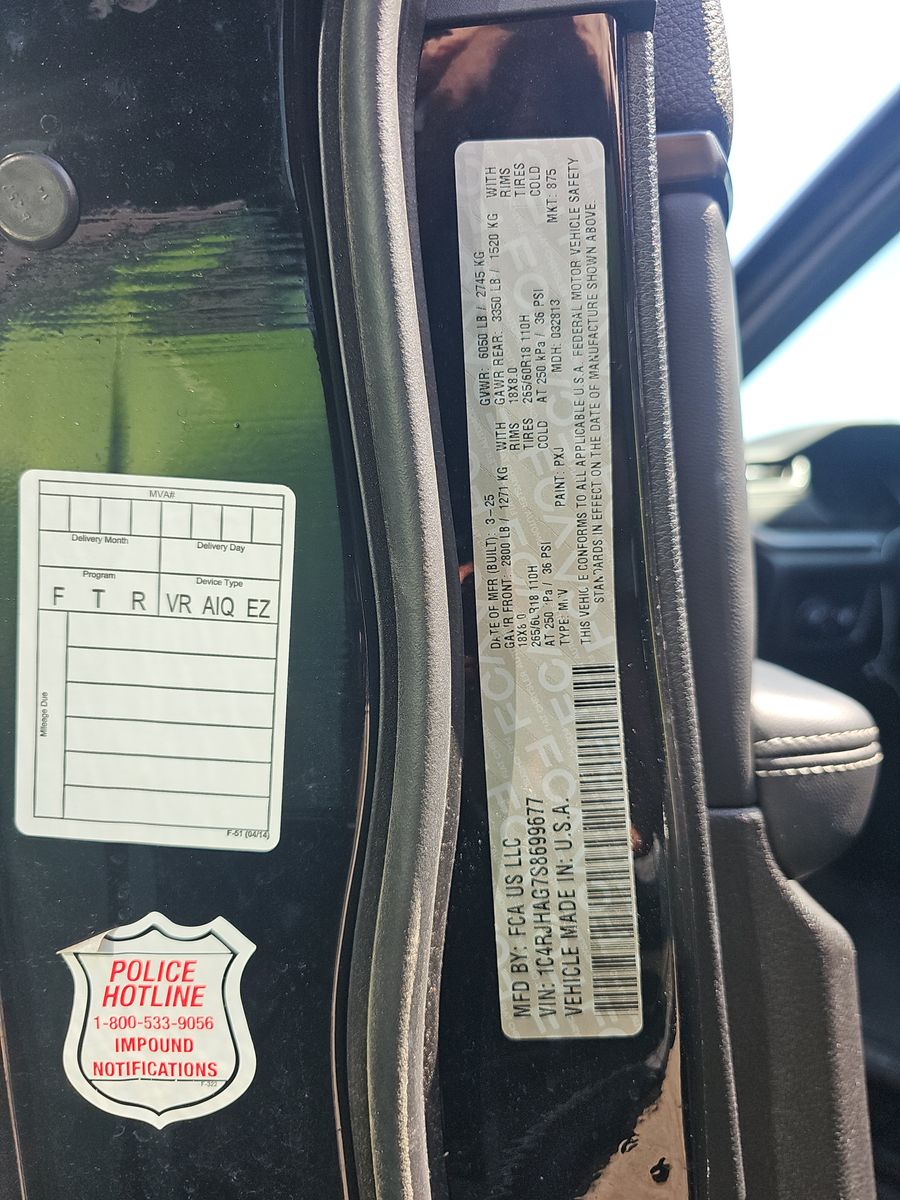 MVA#
Delivery Month
Delivery Day
Program
Device Type
F T R
VR AIQ EZ
Mileage Due
F-51 (04/14)
POLICE
HOTLINE
1-800-533-9056
IMPOUND
NOTIFICATIONS
F-322
MFD BY: FCA US LLC
VIN: 1C4RJHAG7S8699677
VEHICLE MADE IN: U.S.A.
DATE OF MFR (BUILT): 3-25
GVWR: 6050 LB / 2745 KG
GAWR FRONT: 2800 LB / 1271 KG WITH
GAWR REAR: 3350 LB / 1520 KG WITH
18X8.0 RIMS
18X8.0 RIMS
265/60R18 110H TIRES
265/60R18 110H TIRES
AT 250 kPa / 36 PSI COLD
AT 250 kPa / 36 PSI COLD
TYPE: MPV PAINT: PXJ MDH: 032813 MKT: 875
THIS VEHICLE CONFORMS TO ALL APPLICABLE U.S.A. FEDERAL MOTOR VEHICLE SAFETY
STANDARDS IN EFFECT ON THE DATE OF MANUFACTURE SHOWN ABOVE.